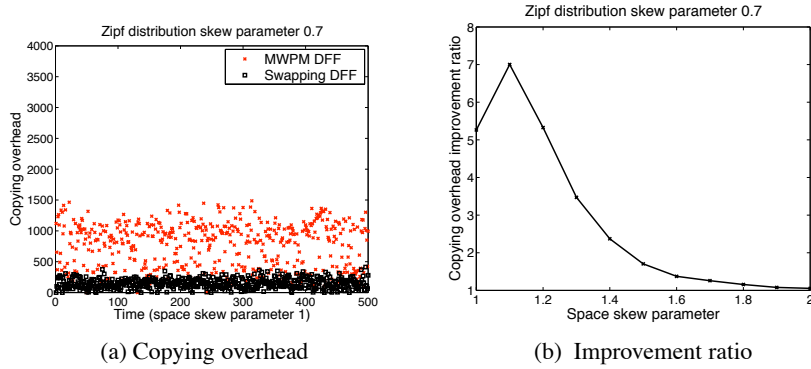 Zipf distribution skew parameter 0.7
4000
3500
3000
2500
2000
1500
1000
500
0
Copying overhead
MWPM DFF
Swapping DFF
0 100 200 300 400 500
Time (space skew parameter 1)
(a) Copying overhead
Zipf distribution skew parameter 0.7
8
7
6
5
4
3
2
1
Copying overhead improvement ratio
1 1.2 1.4 1.6 1.8 2
Space skew parameter
(b) Improvement ratio